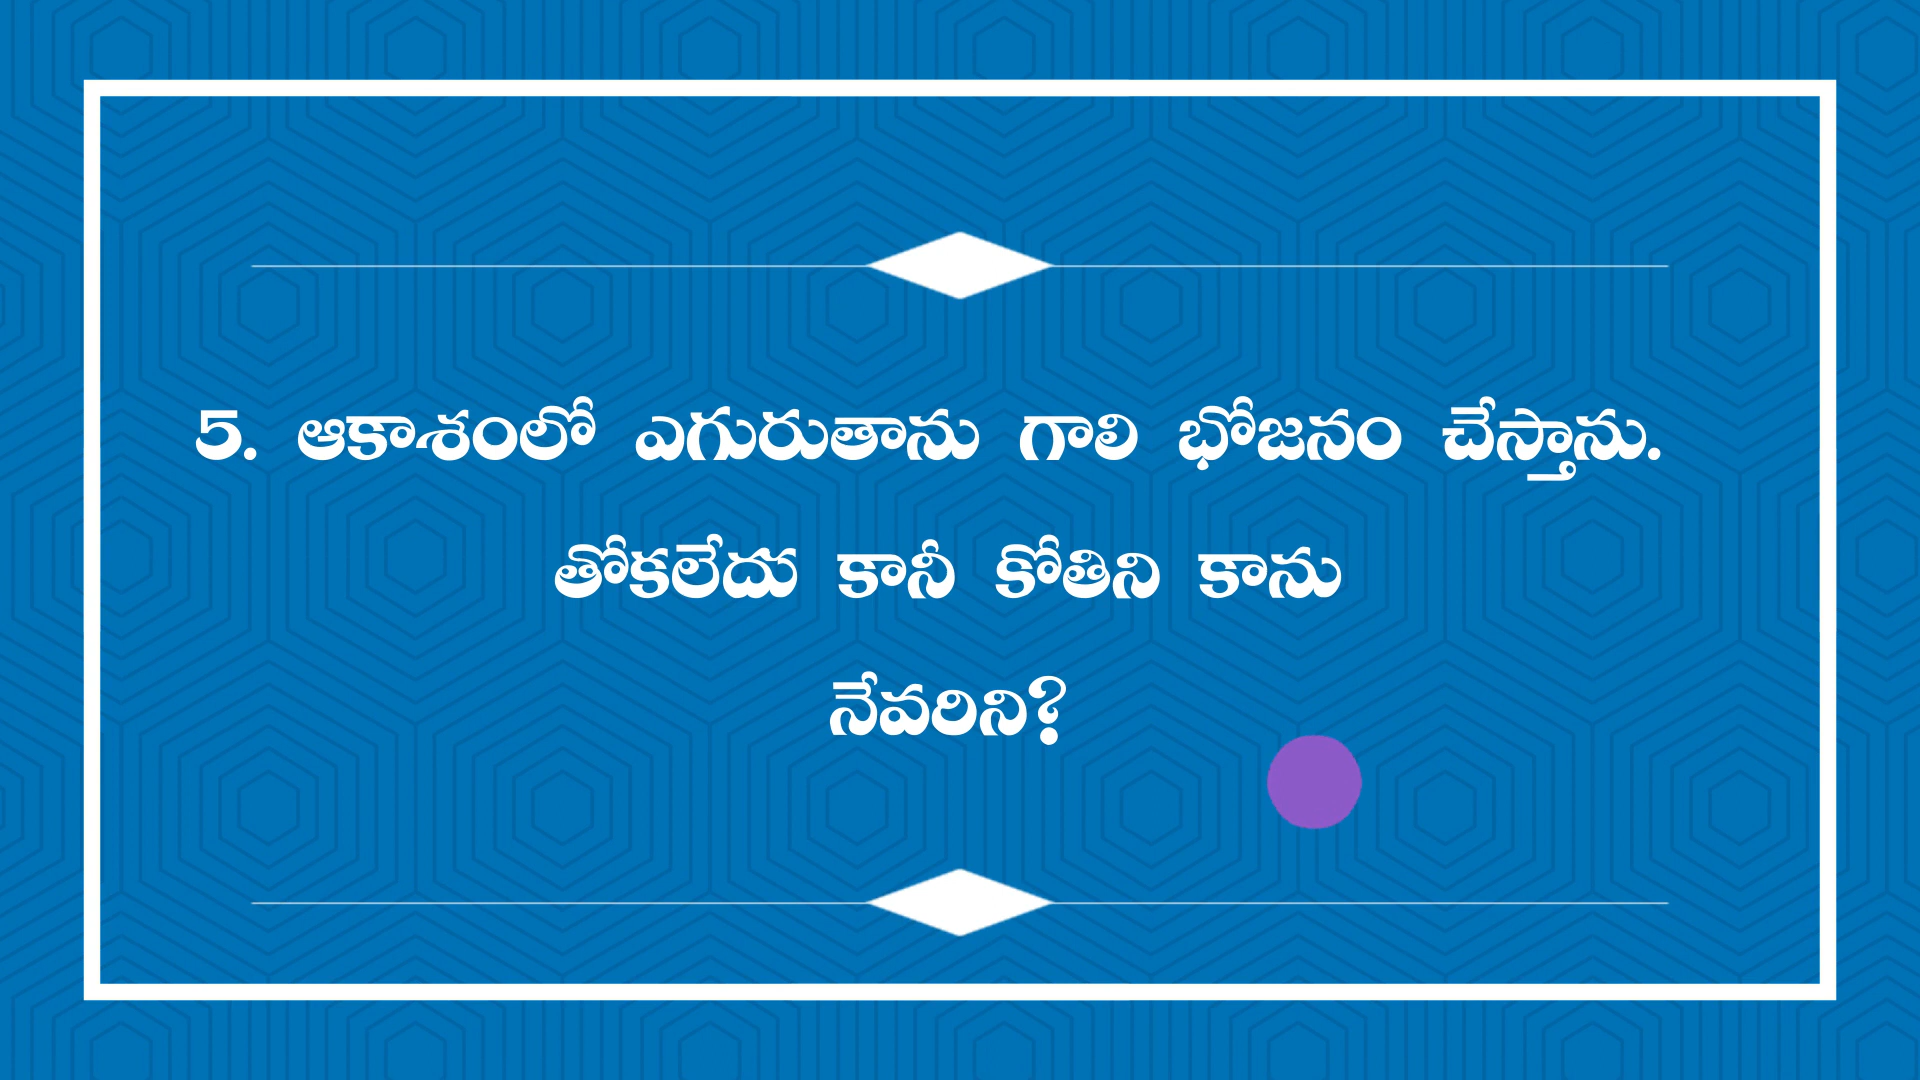 5. ఆకాశంలో ఎగురుతాను గాలి భోజనం చేస్తాను.
తోకలేదు కానీ కోతిని కాను
నేవరిని?